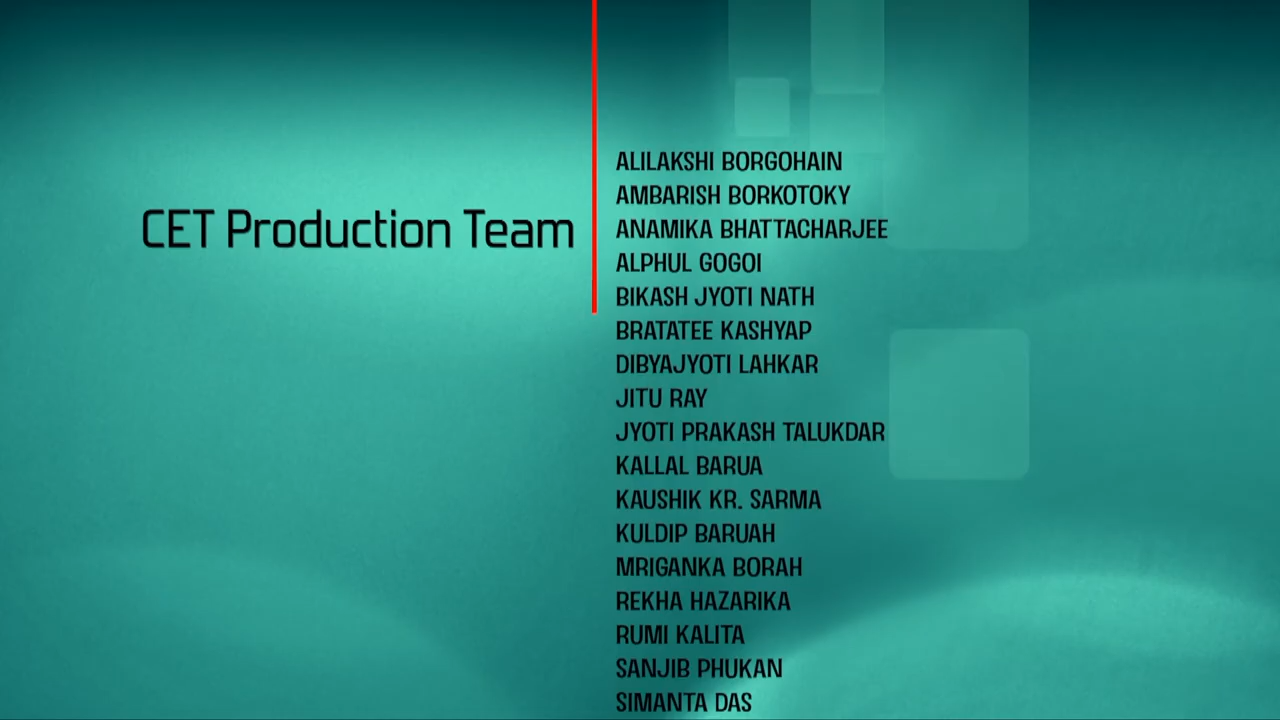 CET Production Team
ALILAKSHI BORGOHAIN
AMBARISH BORKOTOKY
ANAMIKA BHATTACHARJEE
ALPHUL GOGOI
BIKASH JYOTI NATH
BRATATEE KASHYAP
DIBYAJYOTI LAHKAR
JITU RAY
JYOTI PRAKASH TALUKDAR
KALLAL BARUA
KAUSHIK KR. SARMA
KULDIP BARUAH
MRIGANKA BORAH
REKHA HAZARIKA
RUMI KALITA
SANJIB PHUKAN
SIMANTA DAS